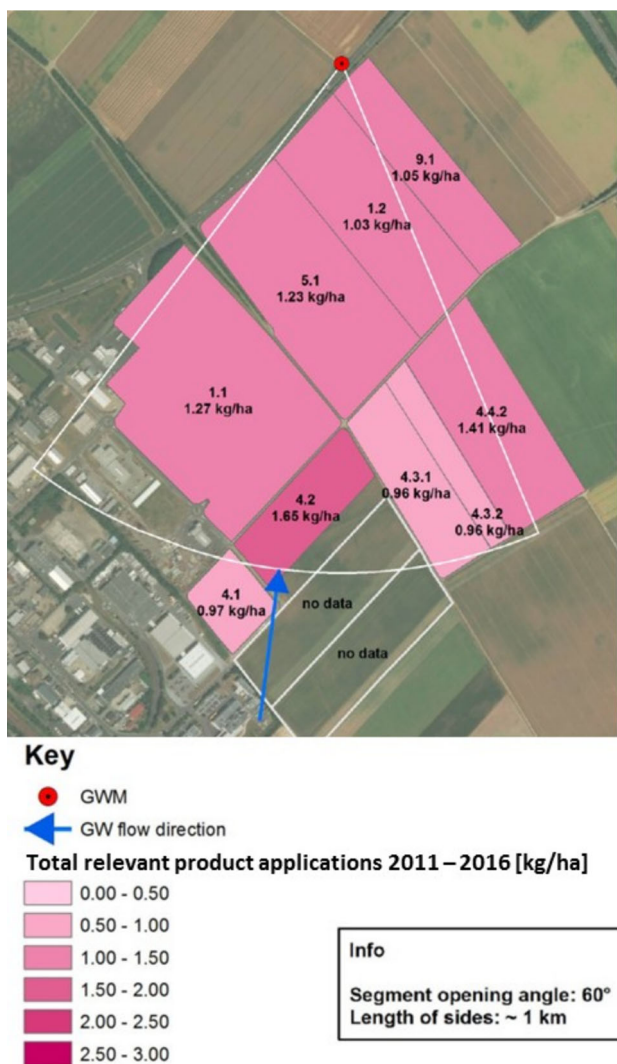 9.1
1.05 kg/ha
1.2
1.03 kg/ha
5.1
1.23 kg/ha
1.1
1.27 kg/ha
4.4.2
1.41 kg/ha
4.3.1
0.96 kg/ha
4.2
1.65 kg/ha
4.3.2
0.96 kg/ha
4.1
0.97 kg/ha
no data
no data
Key
GWM
GW flow direction
Total relevant product applications 2011 – 2016 [kg/ha]
0.00 - 0.50
0.50 - 1.00
1.00 - 1.50
1.50 - 2.00
2.00 - 2.50
2.50 - 3.00
Info
Segment opening angle: 60°
Length of sides: ~ 1 km